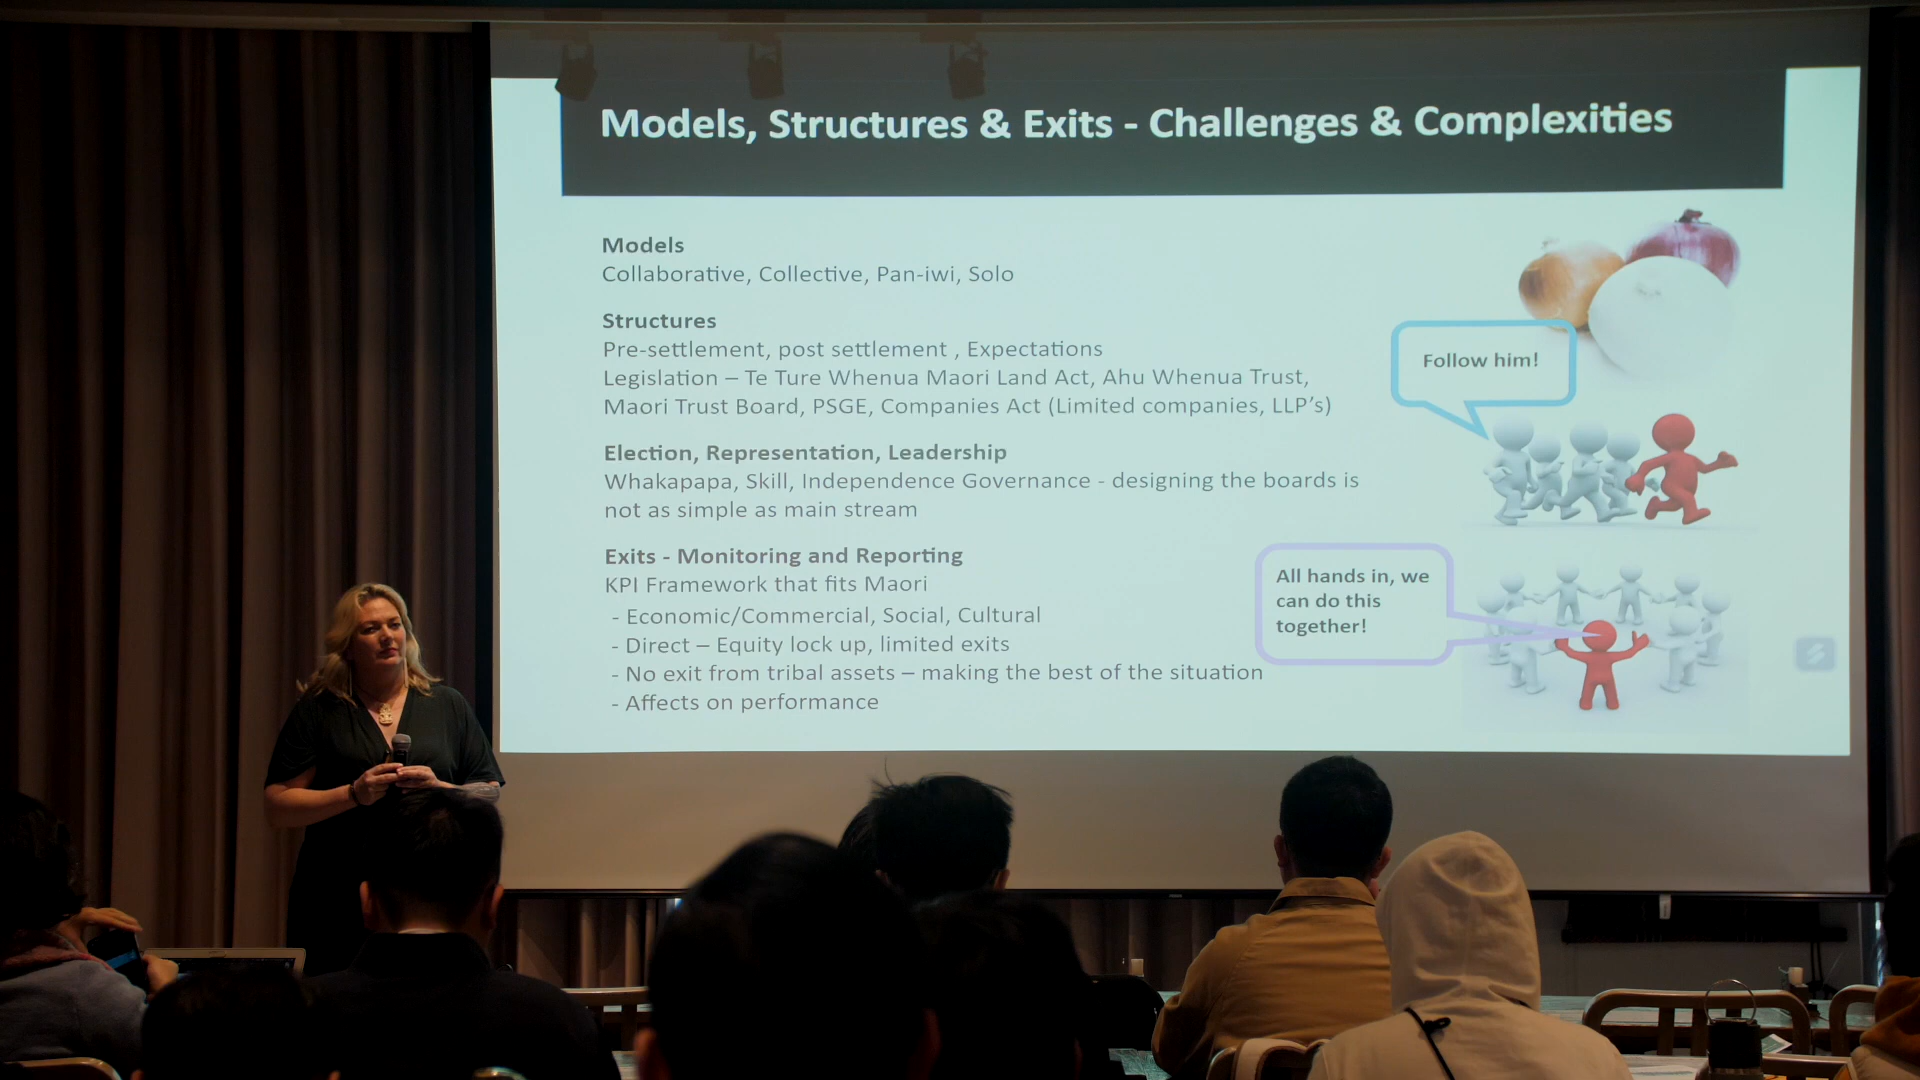 Models, Structures & Exits - Challenges & Complexities
Models
Collaborative, Collective, Pan-iwi, Solo
Structures
Pre-settlement, post settlement , Expectations
Legislation – Te Ture Whenua Maori Land Act, Ahu Whenua Trust,
Maori Trust Board, PSGE, Companies Act (Limited companies, LLP’s)
Election, Representation, Leadership
Whakapapa, Skill, Independence Governance - designing the boards is
not as simple as main stream
Exits - Monitoring and Reporting
KPI Framework that fits Maori
- Economic/Commercial, Social, Cultural
- Direct – Equity lock up, limited exits
- No exit from tribal assets – making the best of the situation
- Affects on performance
Follow him!
All hands in, we
can do this
together!